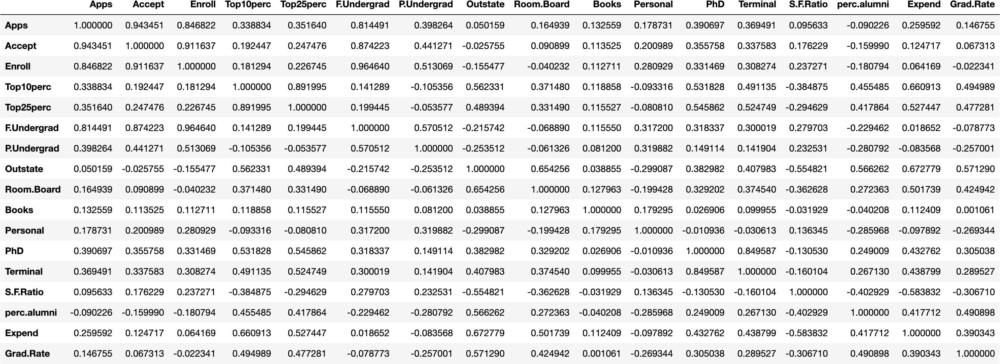 Apps Accept Enroll Top10perc Top25perc F.Undergrad P.Undergrad Outstate Room.Board Books Personal PhD Terminal S.F.Ratio perc.alumni Expend Grad.Rate
Apps 1.000000 0.943451 0.846822 0.338834 0.351640 0.814491 0.398264 0.050159 0.164939 0.132559 0.178731 0.390697 0.369491 0.095633 -0.090226 0.259592 0.146755
Accept 0.943451 1.000000 0.911637 0.192447 0.247476 0.874223 0.441271 -0.025755 0.090899 0.113525 0.200989 0.355758 0.337583 0.176229 -0.159990 0.124717 0.067313
Enroll 0.846822 0.911637 1.000000 0.181294 0.226745 0.964640 0.513069 -0.155477 -0.040232 0.112711 0.280929 0.331469 0.308274 0.237271 -0.180794 0.064169 -0.022341
Top10perc 0.338834 0.192447 0.181294 1.000000 0.891995 0.141289 -0.105356 0.562331 0.371480 0.118858 -0.093316 0.531828 0.491135 -0.384875 0.455485 0.660913 0.494989
Top25perc 0.351640 0.247476 0.226745 0.891995 1.000000 0.199445 -0.053577 0.489394 0.331490 0.115527 -0.080810 0.545862 0.524749 -0.294629 0.417864 0.527447 0.477281
F.Undergrad 0.814491 0.874223 0.964640 0.141289 0.199445 1.000000 0.570512 -0.215742 -0.068890 0.115550 0.317200 0.318337 0.300019 0.279703 -0.229462 0.018652 -0.078773
P.Undergrad 0.398264 0.441271 0.513069 -0.105356 -0.053577 0.570512 1.000000 -0.253512 -0.061326 0.081200 0.319882 0.149114 0.141904 0.232531 -0.280792 -0.083568 -0.257001
Outstate 0.050159 -0.025755 -0.155477 0.562331 0.489394 -0.215742 -0.253512 1.000000 0.654256 0.038855 -0.299087 0.382982 0.407983 -0.554821 0.566262 0.672779 0.571290
Room.Board 0.164939 0.090899 -0.040232 0.371480 0.331490 -0.068890 -0.061326 0.654256 1.000000 0.127963 -0.199428 0.329202 0.374540 -0.362628 0.272363 0.501739 0.424942
Books 0.132559 0.113525 0.112711 0.118858 0.115527 0.115550 0.081200 0.038855 0.127963 1.000000 0.179295 0.026906 0.099955 -0.031929 -0.040208 0.112409 0.001061
Personal 0.178731 0.200989 0.280929 -0.093316 -0.080810 0.317200 0.319882 -0.299087 -0.199428 0.179295 1.000000 -0.010936 -0.030613 0.136345 -0.285968 -0.097892 -0.269344
PhD 0.390697 0.355758 0.331469 0.531828 0.545862 0.318337 0.149114 0.382982 0.329202 0.026906 -0.010936 1.000000 0.849587 -0.130530 0.249009 0.432762 0.305038
Terminal 0.369491 0.337583 0.308274 0.491135 0.524749 0.300019 0.141904 0.407983 0.374540 0.099955 -0.030613 0.849587 1.000000 -0.160104 0.267130 0.438799 0.289527
S.F.Ratio 0.095633 0.176229 0.237271 -0.384875 -0.294629 0.279703 0.232531 -0.554821 -0.362628 -0.031929 0.136345 -0.130530 -0.160104 1.000000 -0.402929 -0.583832 -0.306710
perc.alumni -0.090226 -0.159990 -0.180794 0.455485 0.417864 -0.229462 -0.280792 0.566262 0.272363 -0.040208 -0.285968 0.249009 0.267130 -0.402929 1.000000 0.417712 0.490898
Expend 0.259592 0.124717 0.064169 0.660913 0.527447 0.018652 -0.083568 0.672779 0.501739 0.112409 -0.097892 0.432762 0.438799 -0.583832 0.417712 1.000000 0.390343
Grad.Rate 0.146755 0.067313 -0.022341 0.494989 0.477281 -0.078773 -0.257001 0.571290 0.424942 0.001061 -0.269344 0.305038 0.289527 -0.306710 0.490898 0.390343 1.000000